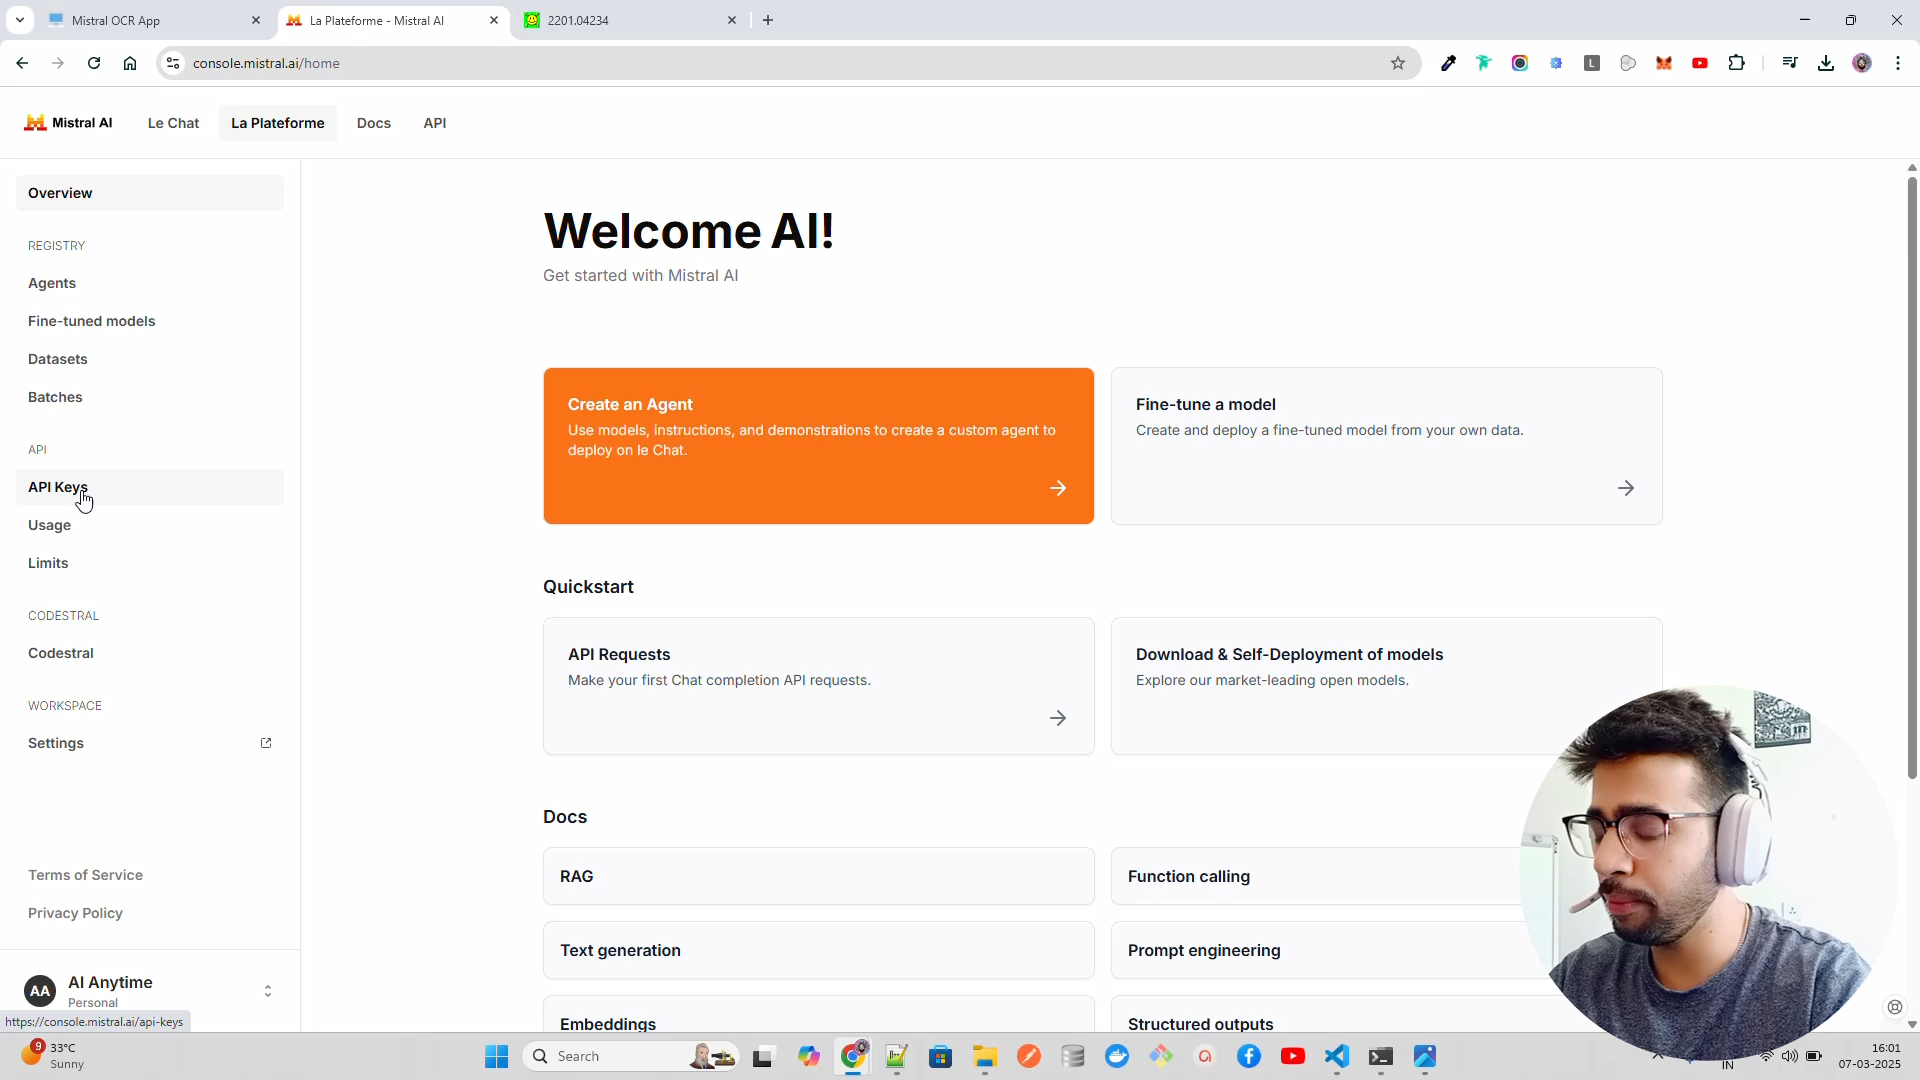 Mistral OCR App
La Plateforme - Mistral AI
2201.04234
console.mistral.ai/home
Mistral AI
Le Chat
La Plateforme
Docs
API
Overview
REGISTRY
Agents
Fine-tuned models
Datasets
Batches
API
API Keys
Usage
Limits
CODESTRAL
Codestral
WORKSPACE
Settings
Terms of Service
Privacy Policy
AA
AI Anytime
Personal
https://console.mistral.ai/api-keys
Welcome AI!
Get started with Mistral AI
Create an Agent
Use models, instructions, and demonstrations to create a custom agent to
deploy on le Chat.
Fine-tune a model
Create and deploy a fine-tuned model from your own data.
Quickstart
API Requests
Make your first Chat completion API requests.
Download & Self-Deployment of models
Explore our market-leading open models.
Docs
RAG
Function calling
Text generation
Prompt engineering
Embeddings
Structured outputs
9
33°C
Sunny
Search
IN
16:01
07-03-2025